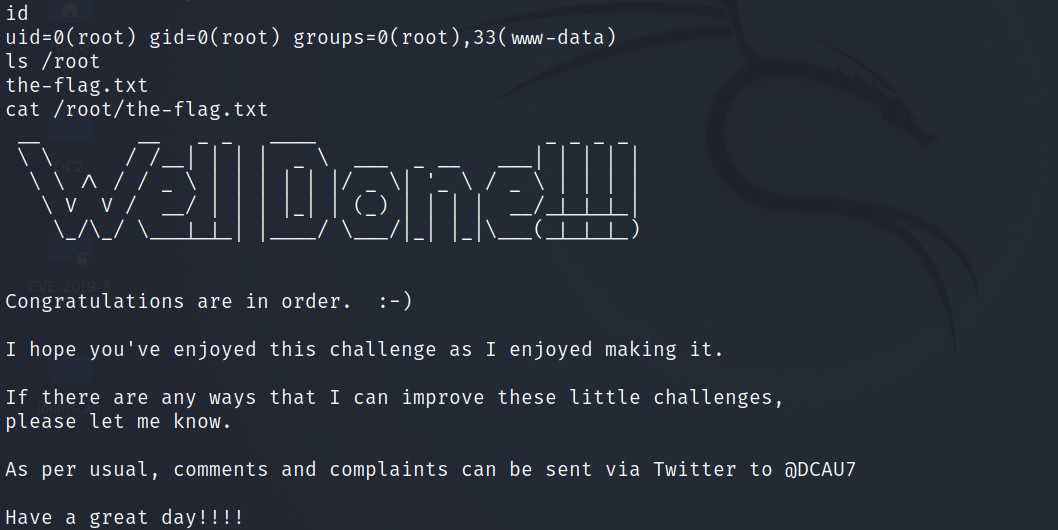 id
uid=0(root) gid=0(root) groups=0(root),33(www-data)
ls /root
the-flag.txt
cat /root/the-flag.txt
Well Done!!!!
Congratulations are in order.  :-)
I hope you've enjoyed this challenge as I enjoyed making it.
If there are any ways that I can improve these little challenges,
please let me know.
As per usual, comments and complaints can be sent via Twitter to @DCAU7
Have a great day!!!!